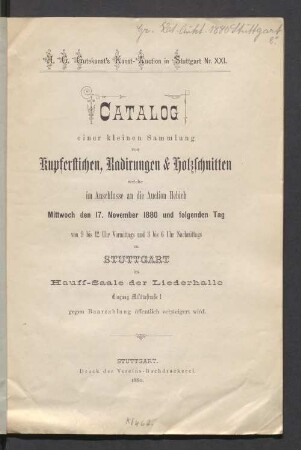 H. G. Gutekunst's Kunst-Auction in Stuttgart Nr. XXI.
CATALOG
einer kleinen Sammlung
von
Kupferstichen, Radirungen & Holzschnitten
welche
im Anschlusse an die Auction
Mittwoch den 17. November 1880 und folgenden Tag
von 9 bis 12 Uhr Vormittags und 3 bis 6 Uhr Nachmittags
in
STUTTGART
im
Hauff-Saale der Liederhalle
Eingang
gegen Baarzahlung öffentlich versteigert wird.
STUTTGART.
Druck der Vereins-Buchdruckerei.
1880.